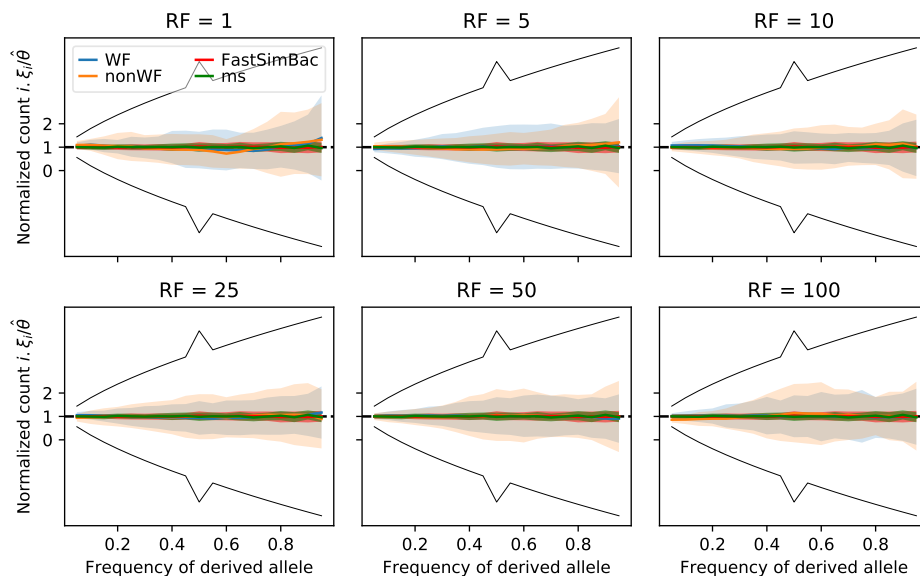 RF = 1
RF = 5
RF = 10
WF
nonWF
FastSimBac
ms
Normalized count i. ξᵢ/θ̂
2
1
0
RF = 25
RF = 50
RF = 100
Normalized count i. ξᵢ/θ̂
2
1
0
0.2 0.4 0.6 0.8
0.2 0.4 0.6 0.8
0.2 0.4 0.6 0.8
Frequency of derived allele
Frequency of derived allele
Frequency of derived allele